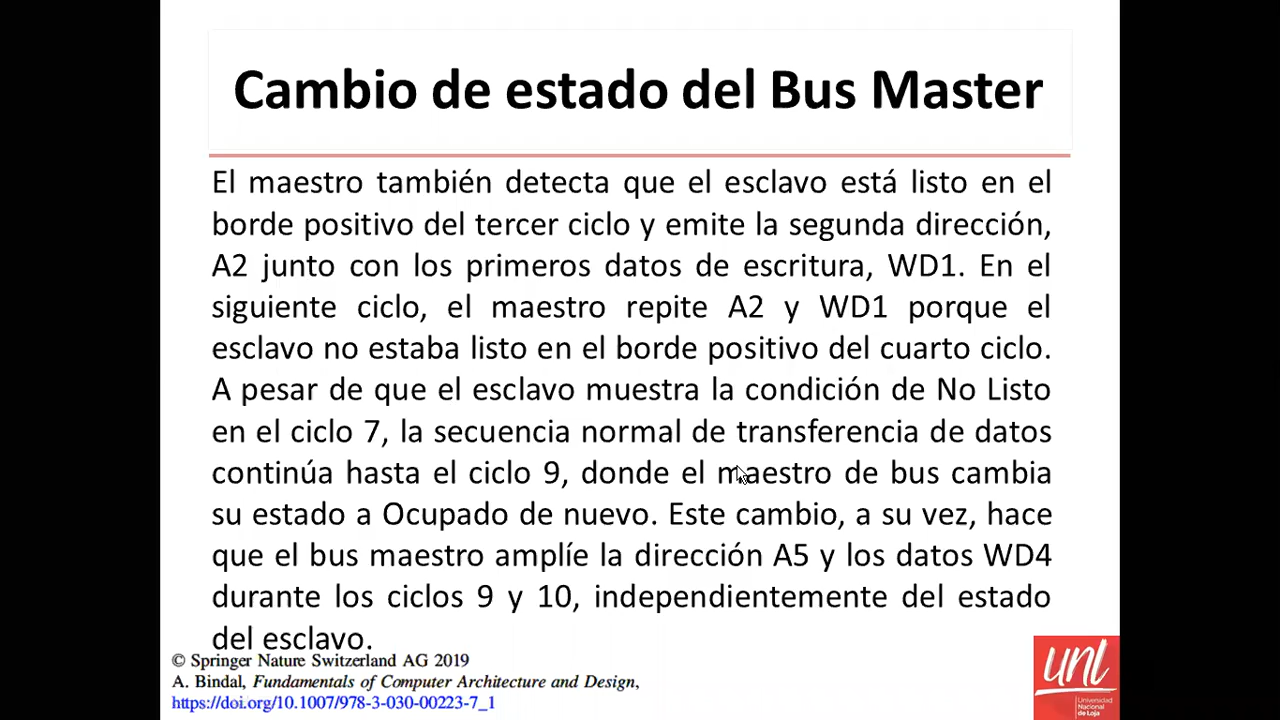 Cambio de estado del Bus Master
El maestro también detecta que el esclavo está listo en el
borde positivo del tercer ciclo y emite la segunda dirección,
A2 junto con los primeros datos de escritura, WD1. En el
siguiente ciclo, el maestro repite A2 y WD1 porque el
esclavo no estaba listo en el borde positivo del cuarto ciclo.
A pesar de que el esclavo muestra la condición de No Listo
en el ciclo 7, la secuencia normal de transferencia de datos
continúa hasta el ciclo 9, donde el maestro de bus cambia
su estado a Ocupado de nuevo. Este cambio, a su vez, hace
que el bus maestro amplíe la dirección A5 y los datos WD4
durante los ciclos 9 y 10, independientemente del estado
del esclavo.
© Springer Nature Switzerland AG 2019
A. Bindal, Fundamentals of Computer Architecture and Design,
https://doi.org/10.1007/978-3-030-00223-7_1
unl
Universidad
Nacional
de Loja